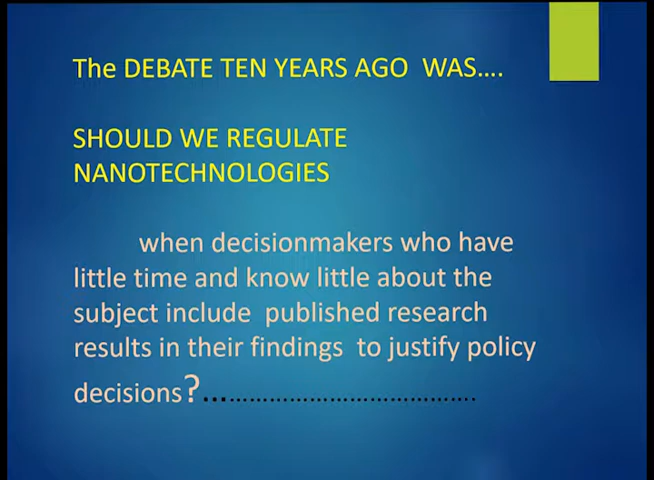 The DEBATE TEN YEARS AGO WAS....
SHOULD WE REGULATE
NANOTECHNOLOGIES
when decisionmakers who have
little time and know little about the
subject include published research
results in their findings to justify policy
decisions?...........................................